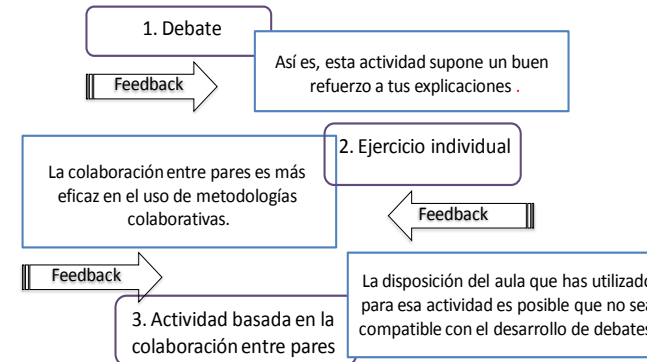 1. Debate
Feedback
Así es, esta actividad supone un buen
refuerzo a tus explicaciones .
2. Ejercicio individual
La colaboración entre pares es más
eficaz en el uso de metodologías
colaborativas.
Feedback
Feedback
3. Actividad basada en la
colaboración entre pares
La disposición del aula que has utilizado
para esa actividad es posible que no sea
compatible con el desarrollo de debates